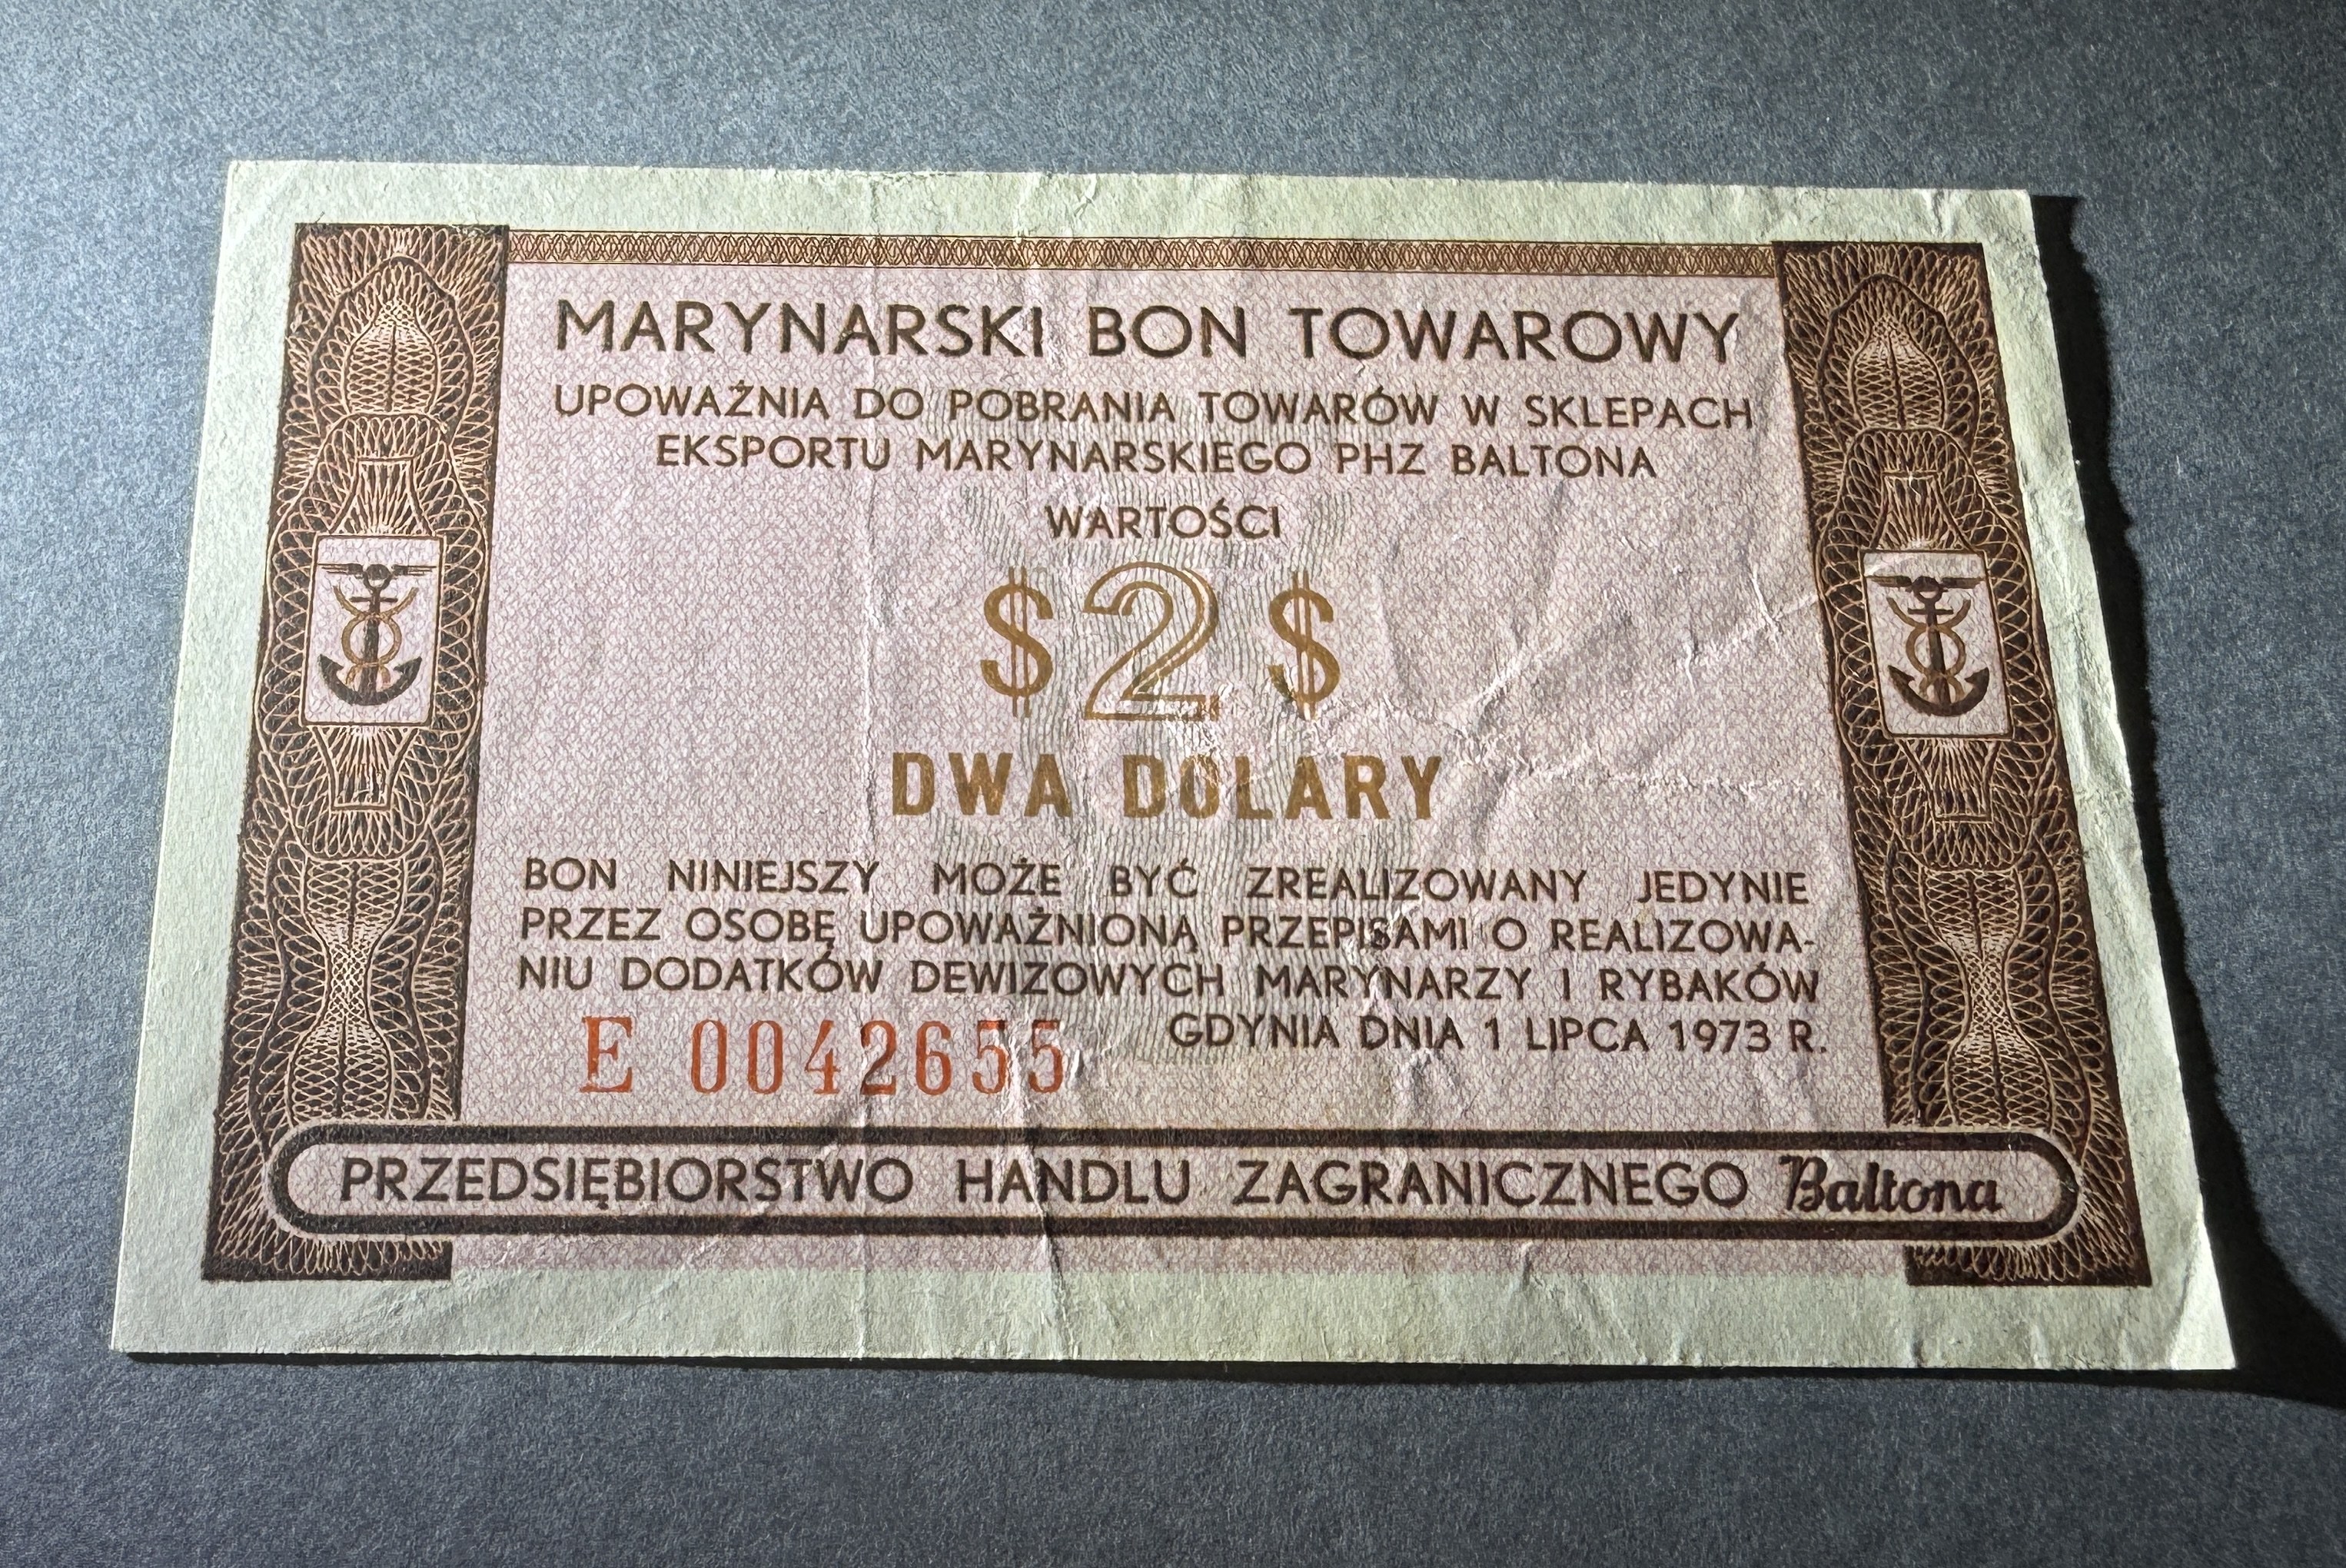 MARYNARSKI BON TOWAROWY
UPOWAŻNIA DO POBRANIA TOWARÓW W SKLEPACH
EKSPORTU MARYNARSKIEGO PHZ BALTONA
WARTOŚCI
$ 2 $
DWA DOLARY
BON NINIEJSZY MOŻE BYĆ ZREALIZOWANY JEDYNIE
PRZEZ OSOBĘ UPOWAŻNIONĄ PRZEPISAMI O REALIZOWA-
NIU DODATKÓW DEWIZOWYCH MARYNARZY I RYBAKÓW
GDYNIA DNIA 1 LIPCA 1973 R.
E 0042655
PRZEDSIĘBIORSTWO HANDLU ZAGRANICZNEGO Baltona